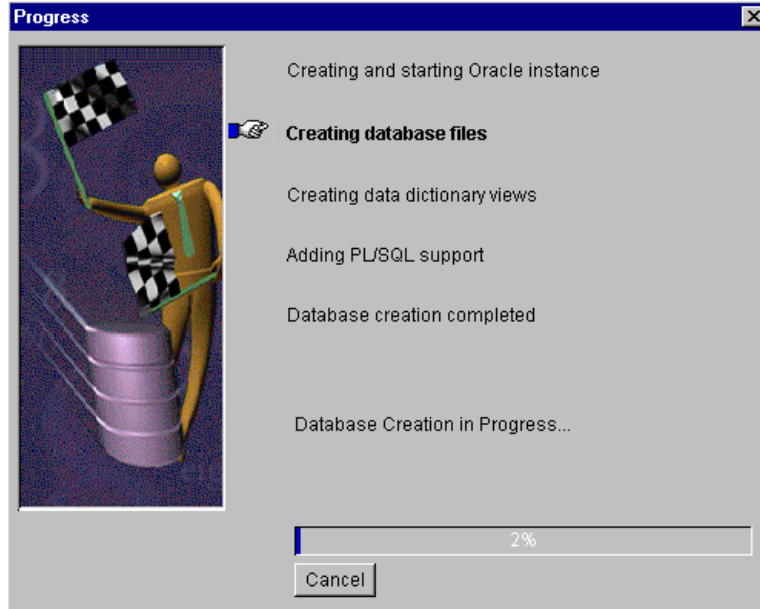 Progress
Creating and starting Oracle instance
Creating database files
Creating data dictionary views
Adding PL/SQL support
Database creation completed
Database Creation in Progress...
2%
Cancel